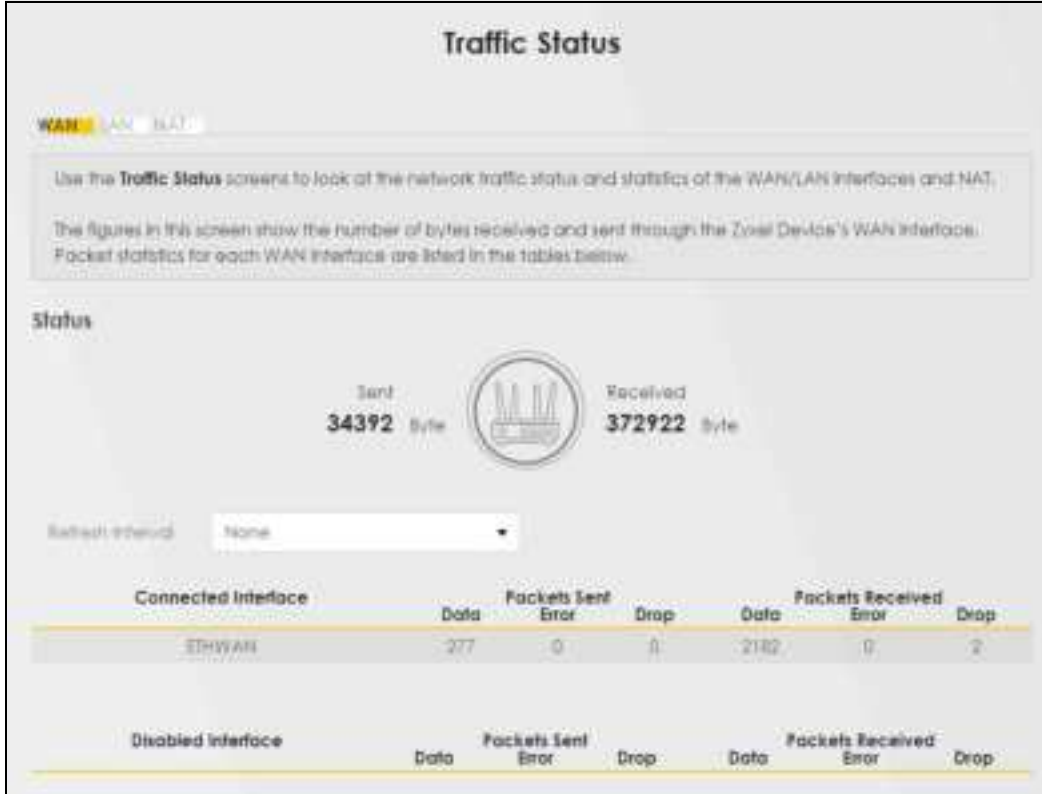 Traffic Status
WAN LAN NAT
Use the Traffic Status screens to look at the network traffic status and statistics of the WAN/LAN interfaces and NAT.
The figures in this screen show the number of bytes received and sent through the Zyxel Device's WAN interface.
Packet statistics for each WAN interface are listed in the tables below.
Status
Sent
34392 Byte
Received
372922 Byte
Refresh Interval None
Connected Interface Packets Sent Packets Received
Data Error Drop Data Error Drop
ETHWAN 277 0 0 2182 0 2
Disabled Interface Packets Sent Packets Received
Data Error Drop Data Error Drop